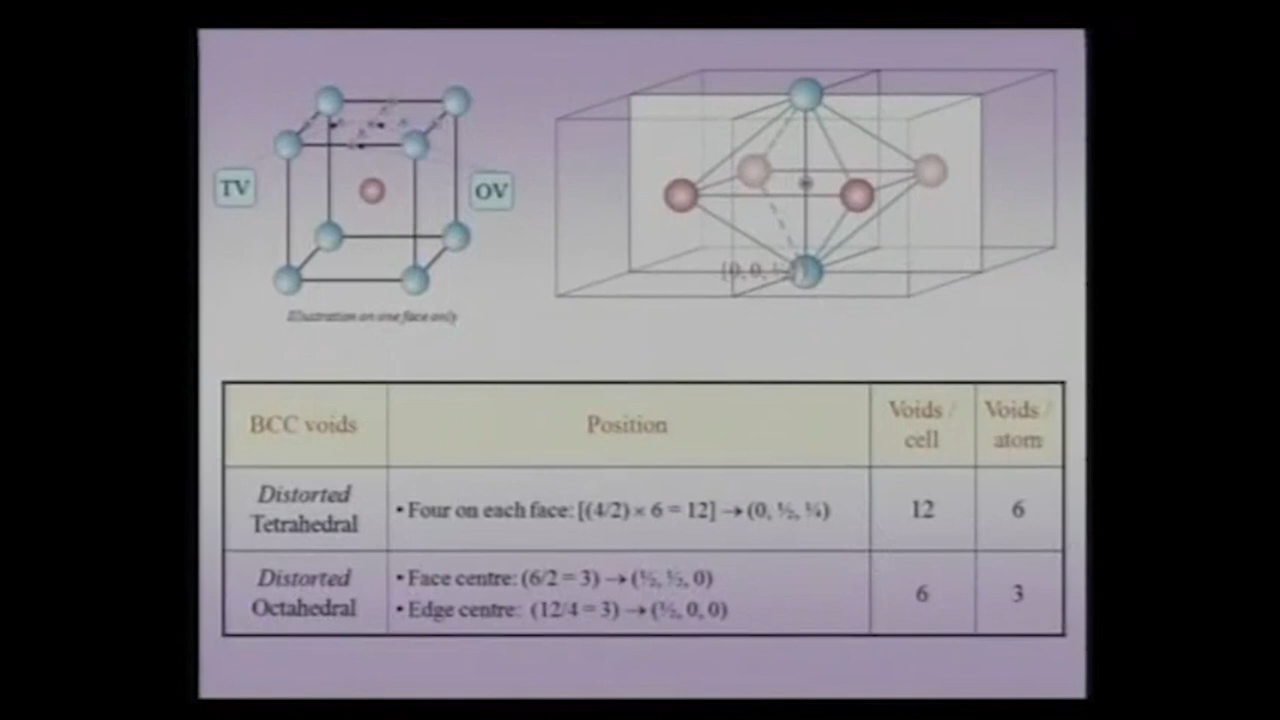 TV
OV
Illustration on one face only
[0, 0,
BCC voids
Position
Voids /
cell
Voids /
atom
Distorted
Tetrahedral
• Four on each face: [(4/2) × 6 = 12] → (0, ½, ¼)
12
6
Distorted
Octahedral
• Face centre: (6/2 = 3) → (½, ½, 0)
• Edge centre: (12/4 = 3) → (½, 0, 0)
6
3